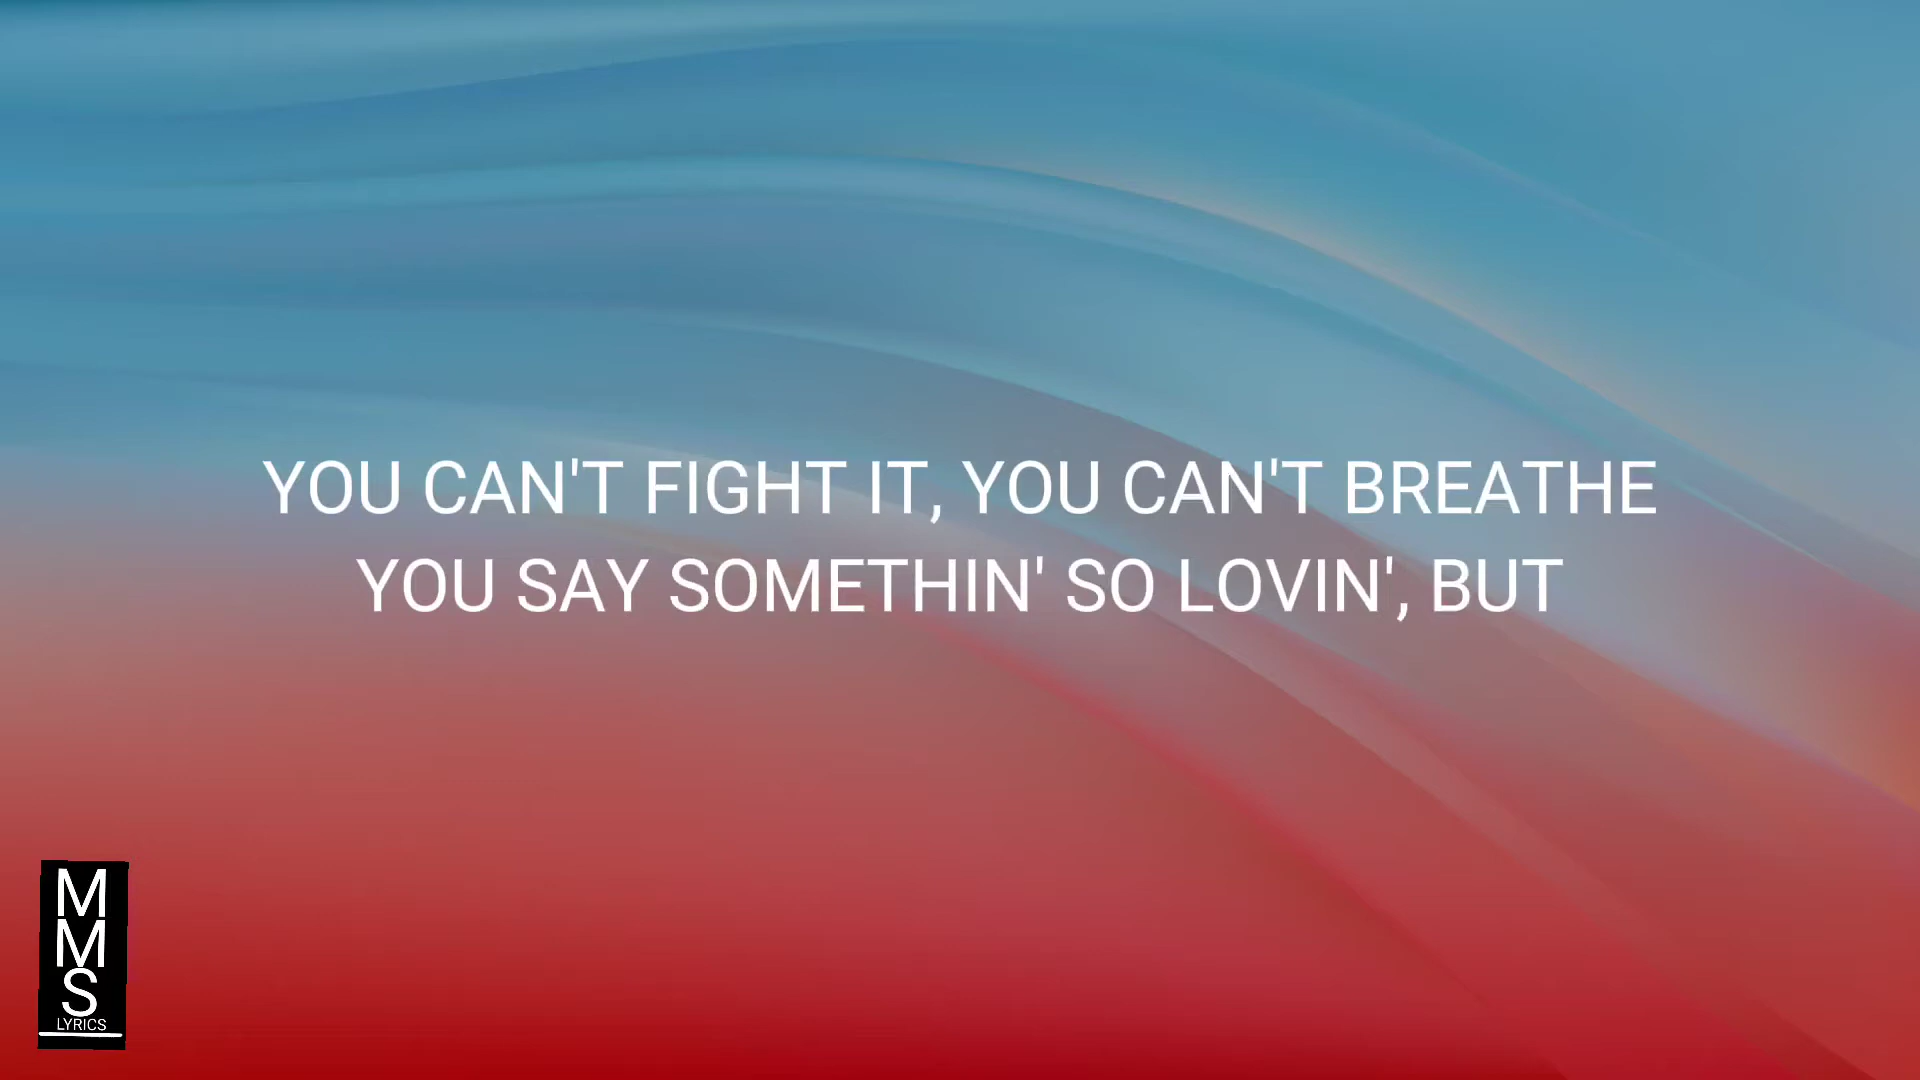 YOU CAN'T FIGHT IT, YOU CAN'T BREATHE
YOU SAY SOMETHIN' SO LOVIN', BUT
M
M
S
LYRICS